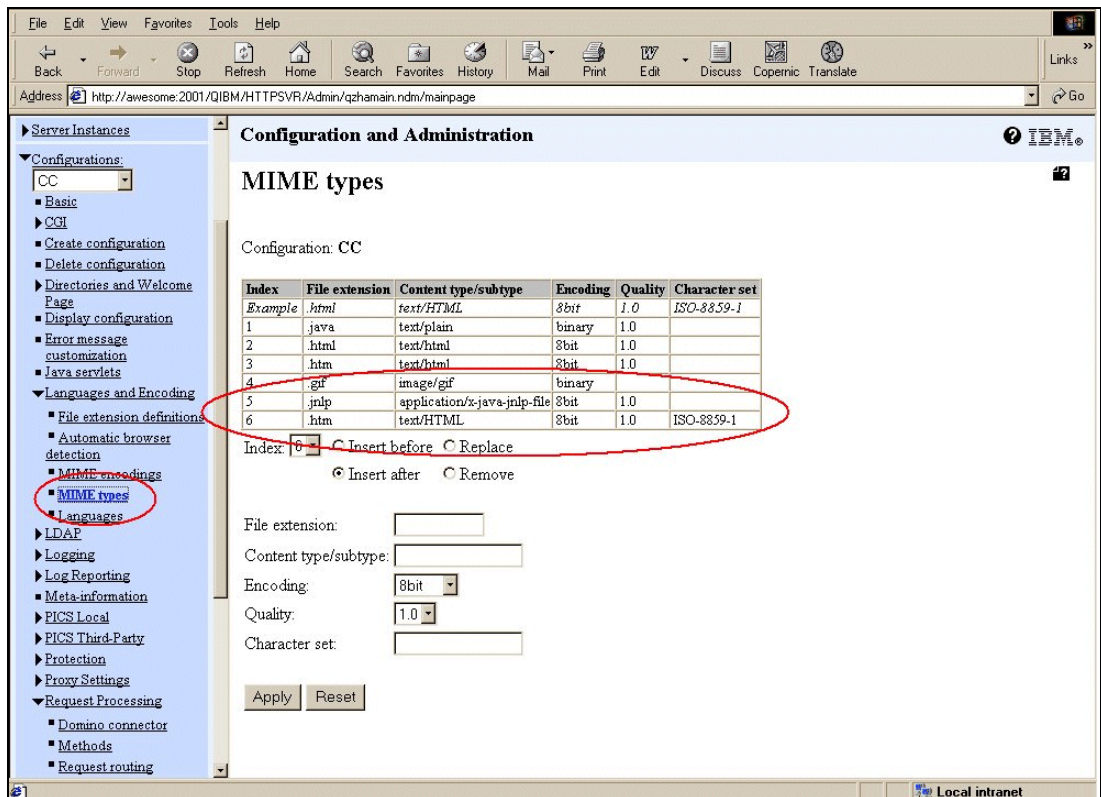 File Edit View Favorites Tools Help
Back Forward Stop Refresh Home Search Favorites History Mail Print Edit Discuss Copernic Translate Links
Address http://awesome:2001/QIBM/HTTPSVR/Admin/qzhamain.ndm/mainpage Go
Server Instances
Configurations:
CC
Basic
CGI
Create configuration
Delete configuration
Directories and Welcome
Page
Display configuration
Error message
customization
Java servlets
Languages and Encoding
File extension definitions
Automatic browser
detection
MIME encodings
MIME types
Languages
LDAP
Logging
Log Reporting
Meta-information
PICS Local
PICS Third-Party
Protection
Proxy Settings
Request Processing
Domino connector
Methods
Request routing
Configuration and Administration
IBM®
MIME types
Configuration: CC
Index File extension Content type/subtype Encoding Quality Character set
Example .html text/HTML 8bit 1.0 ISO-8859-1
1 .java text/plain binary 1.0
2 .html text/html 8bit 1.0
3 .htm text/html 8bit 1.0
4 .gif image/gif binary
5 .jnlp application/x-java-jnlp-file 8bit 1.0
6 .htm text/HTML 8bit 1.0 ISO-8859-1
Index: 6 Insert before Replace
Insert after Remove
File extension:
Content type/subtype:
Encoding: 8bit
Quality: 1.0
Character set:
Apply Reset
Local intranet